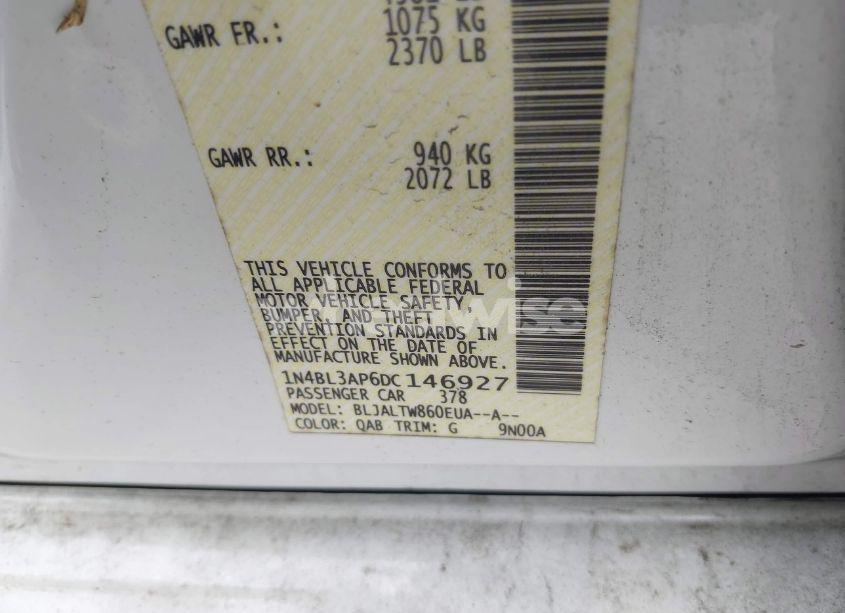 GAWR FR.: 1075 KG
2370 LB
GAWR RR.: 940 KG
2072 LB
THIS VEHICLE CONFORMS TO
ALL APPLICABLE FEDERAL
MOTOR VEHICLE SAFETY,
BUMPER, AND THEFT
PREVENTION STANDARDS IN
EFFECT ON THE DATE OF
MANUFACTURE SHOWN ABOVE.
1N4BL3AP6DC146927
PASSENGER CAR 378
MODEL: BLJALTW860EUA--A--
COLOR: QAB TRIM: G 9N00A